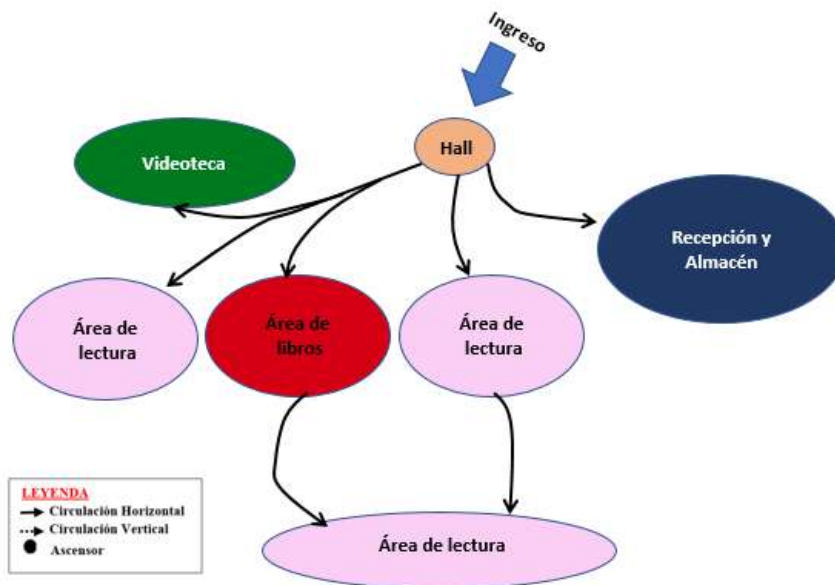 Ingreso
Hall
Videoteca
Recepción y
Almacén
Área de
lectura
Área de
libros
Área de
lectura
Área de lectura
LEYENDA
Circulación Horizontal
Circulación Vertical
Ascensor